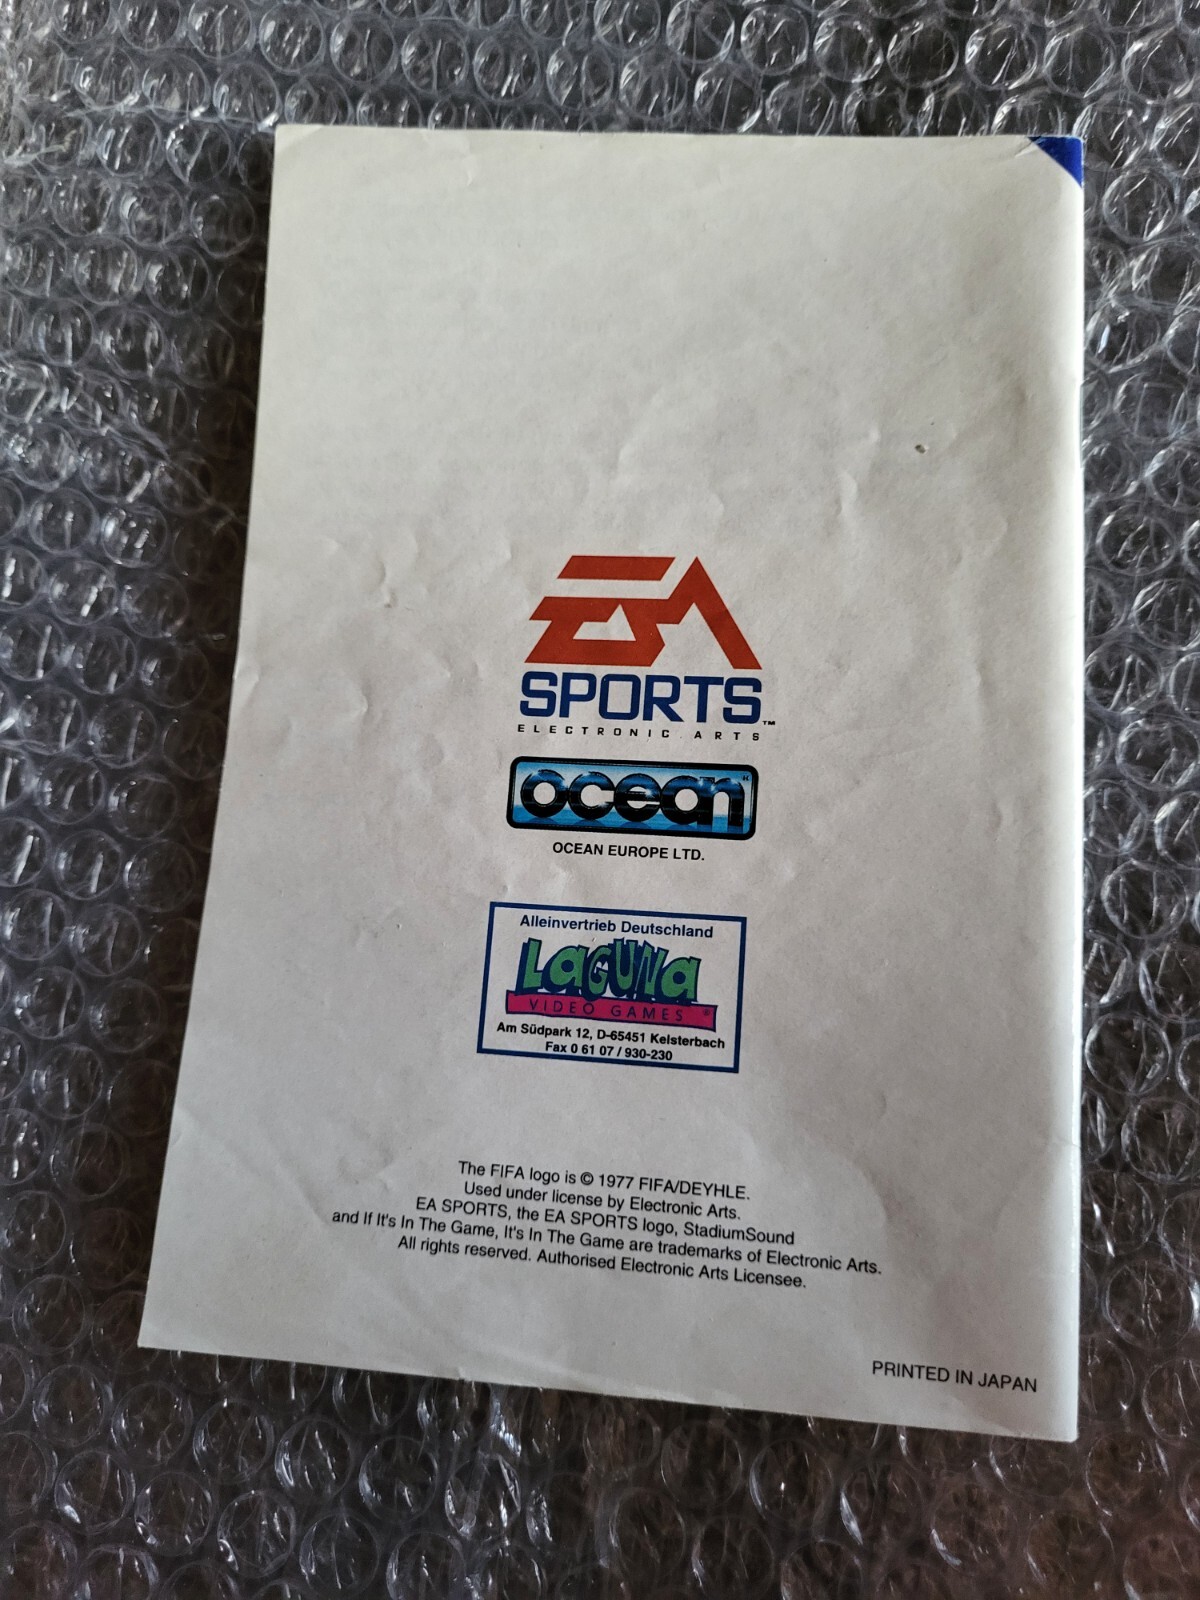 EA
SPORTS™
ELECTRONIC ARTS
ocean
OCEAN EUROPE LTD.
Alleinvertrieb Deutschland
LaGUNa
VIDEO GAMES ®
Am Südpark 12, D-65451 Kelsterbach
Fax 0 61 07 / 930-230
The FIFA logo is © 1977 FIFA/DEYHLE.
Used under license by Electronic Arts.
EA SPORTS, the EA SPORTS logo, StadiumSound
and If It's In The Game, It's In The Game are trademarks of Electronic Arts.
All rights reserved. Authorised Electronic Arts Licensee.
PRINTED IN JAPAN